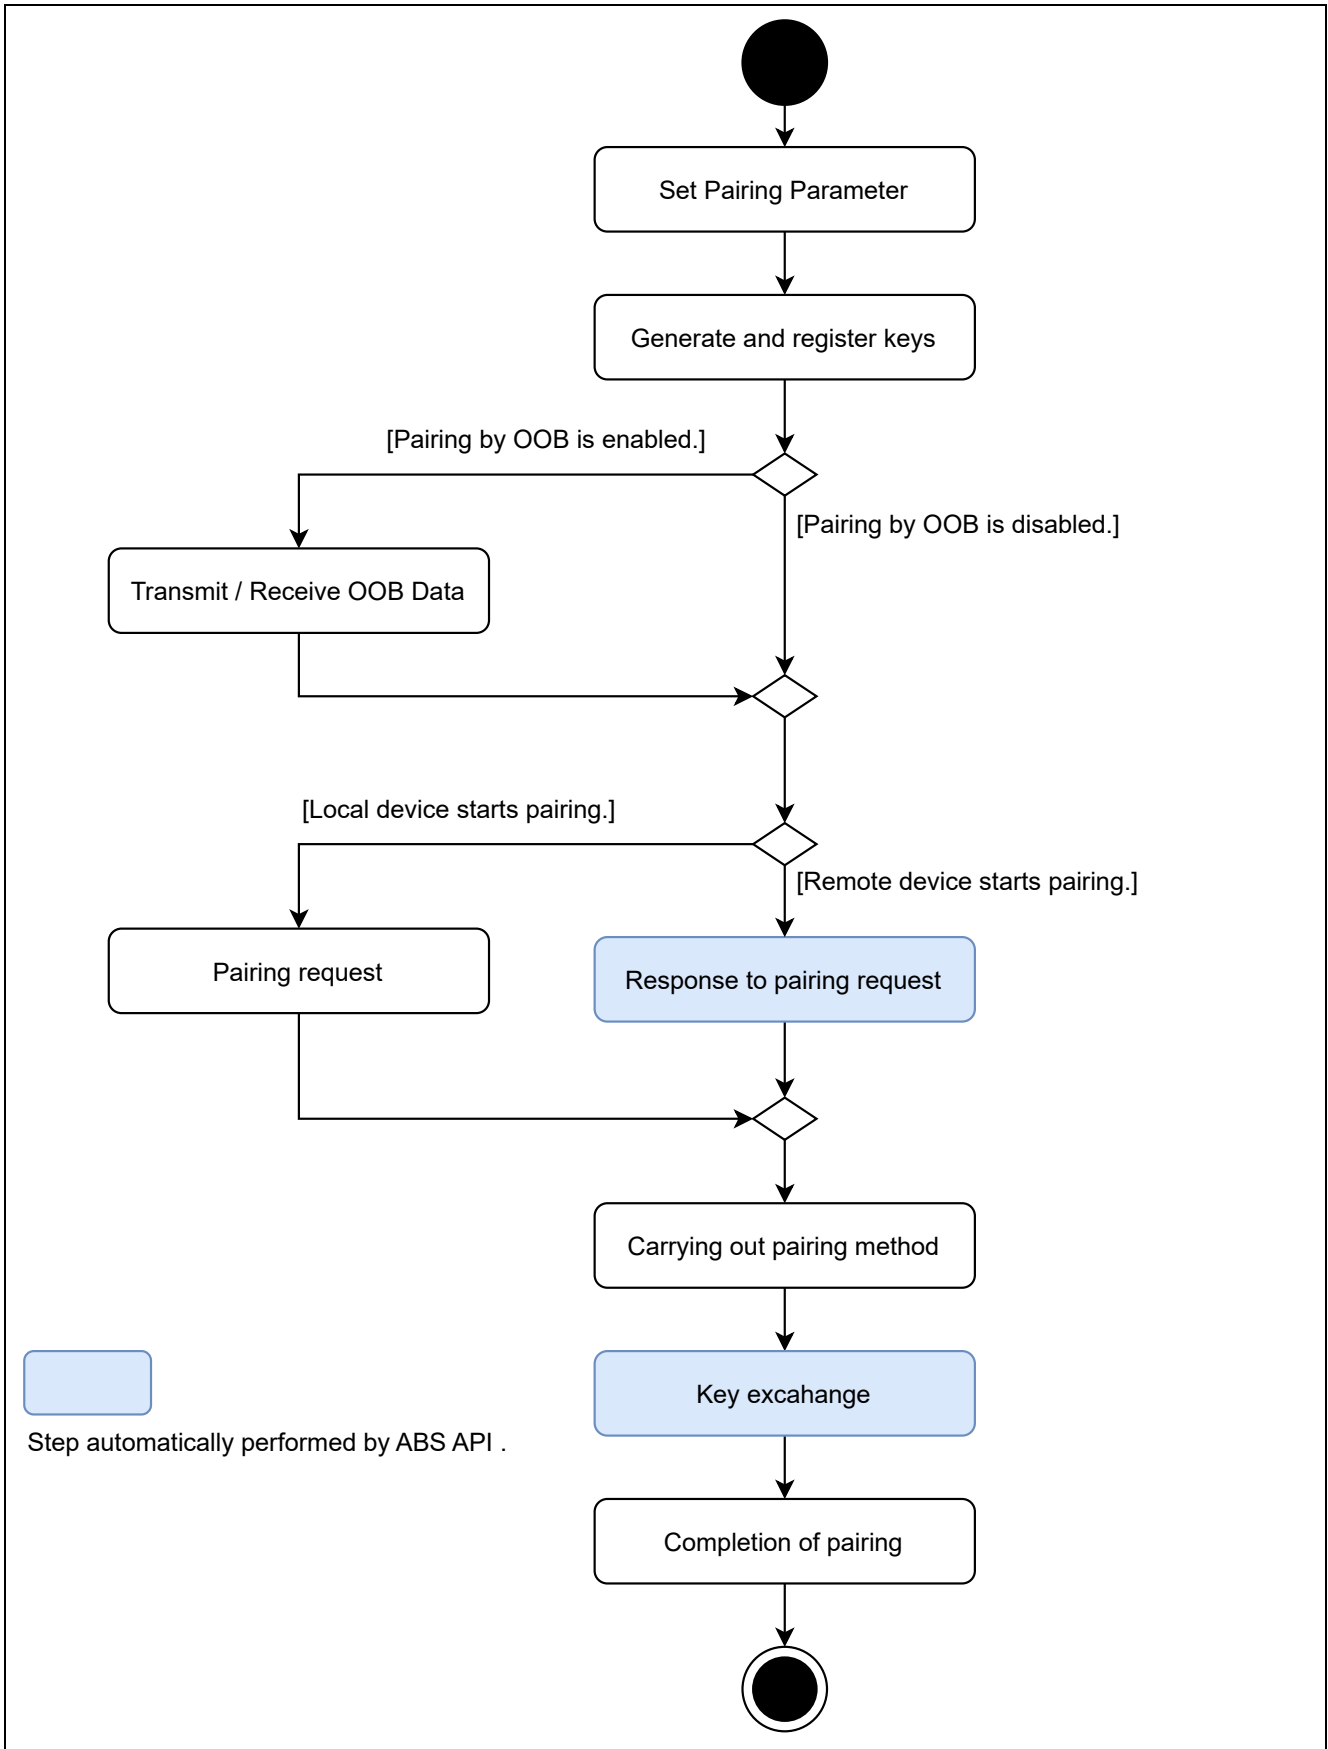 Set Pairing Parameter
Generate and register keys
[Pairing by OOB is enabled.]
[Pairing by OOB is disabled.]
Transmit / Receive OOB Data
[Local device starts pairing.]
[Remote device starts pairing.]
Pairing request
Response to pairing request
Carrying out pairing method
Key excahange
Step automatically performed by ABS API .
Completion of pairing